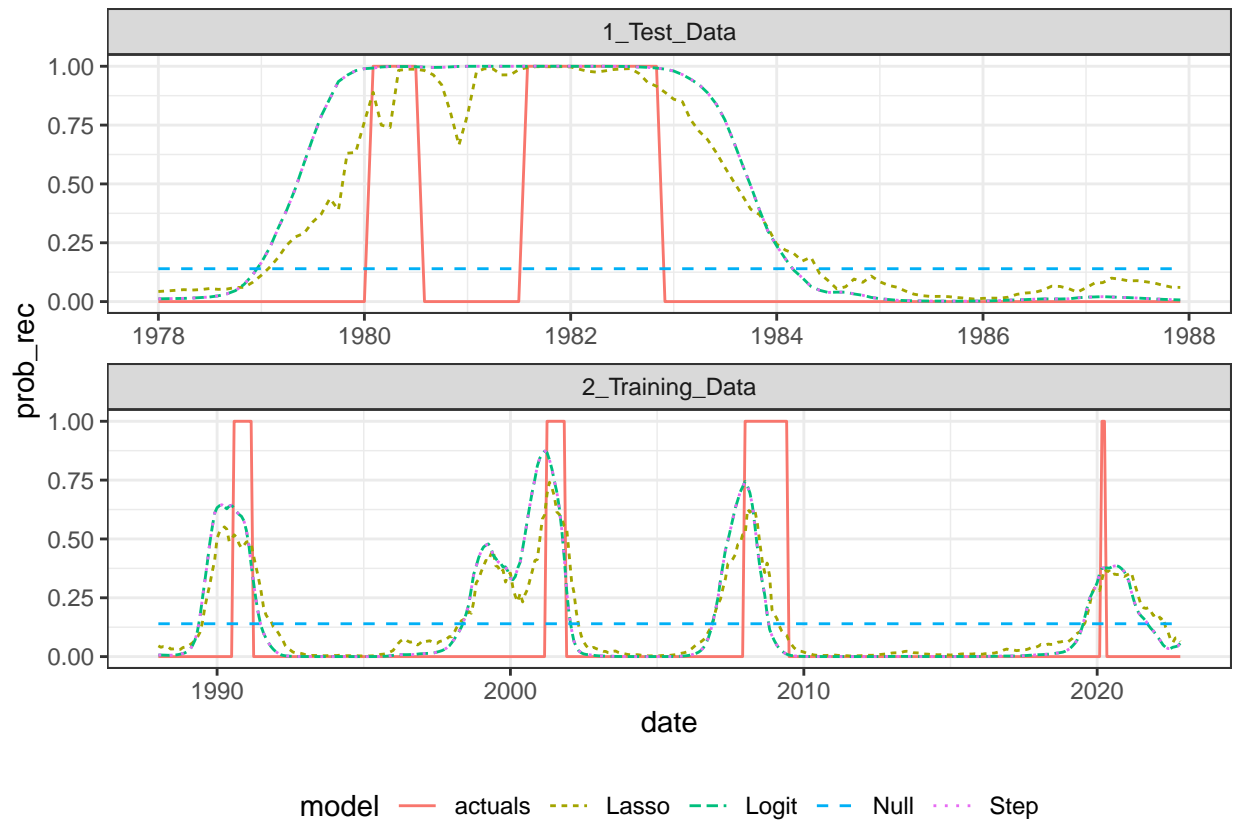 1_Test_Data
1.00
0.75
0.50
0.25
0.00
1978 1980 1982 1984 1986 1988
prob_rec
2_Training_Data
1.00
0.75
0.50
0.25
0.00
1990 2000 2010 2020
date
model actuals Lasso Logit Null Step